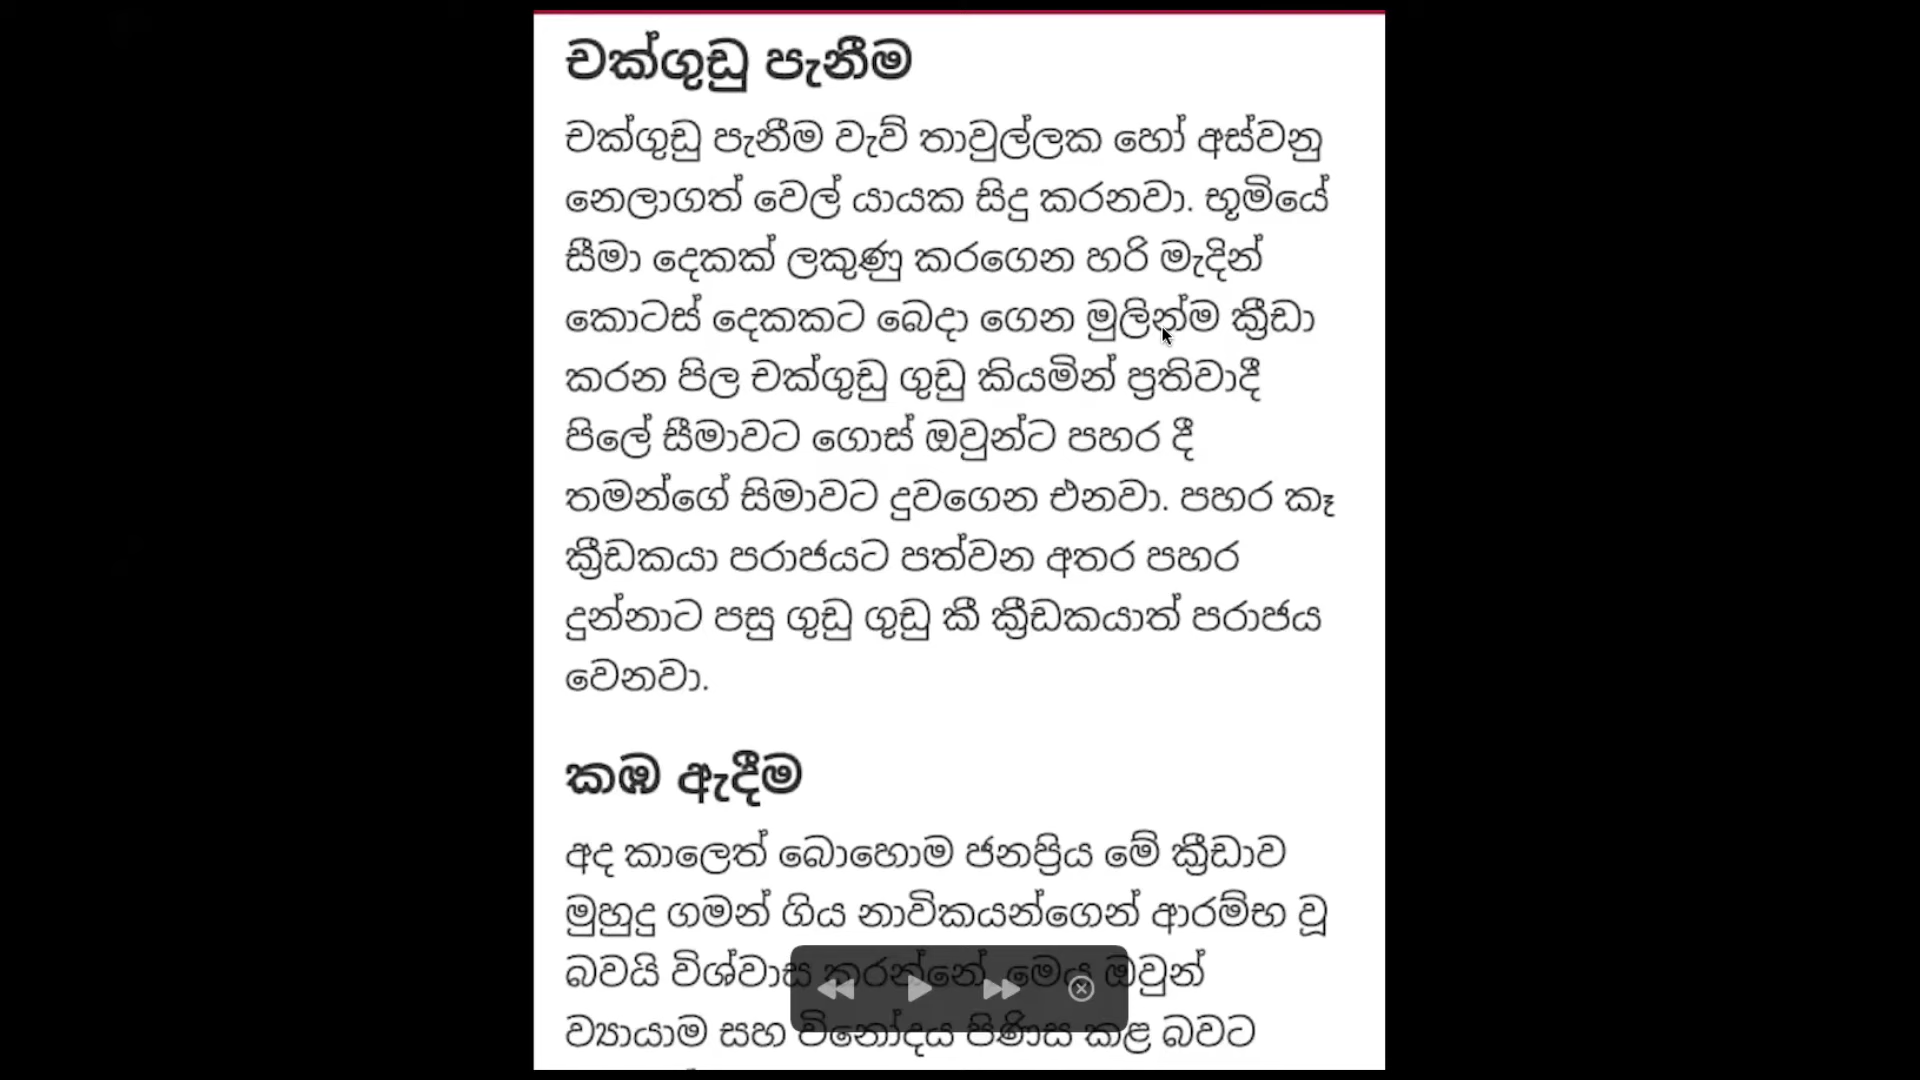 චක්ගුඩු පැනීම
චක්ගුඩු පැනීම වැව් තාවුල්ලක හෝ අස්වනු
නෙලාගත් වෙල් යායක සිදු කරනවා. භූමියේ
සීමා දෙකක් ලකුණු කරගෙන හරි මැදින්
කොටස් දෙකකට බෙදා ගෙන මුලින්ම ක්‍රීඩා
කරන පිල චක්ගුඩු ගුඩු කියමින් ප්‍රතිවාදී
පිලේ සීමාවට ගොස් ඔවුන්ට පහර දී
තමන්ගේ සිමාවට දුවගෙන එනවා. පහර කෑ
ක්‍රීඩකයා පරාජයට පත්වන අතර පහර
දුන්නාට පසු ගුඩු ගුඩු කී ක්‍රීඩකයාත් පරාජය
වෙනවා.
කඹ ඇදීම
අද කාලෙත් බොහොම ජනප්‍රිය මේ ක්‍රීඩාව
මුහුදු ගමන් ගිය නාවිකයන්ගෙන් ආරම්භ වූ
බවයි විශ්වාස කරන්නේ. මෙය ඔවුන්
ව්‍යායාම සහ විනෝදය පිණිස කළ බවට